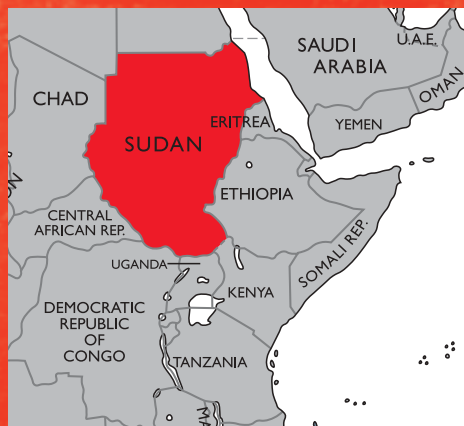 SAUDI
ARABIA
U.A.E.
OMAN
CHAD
ERITREA
YEMEN
SUDAN
ETHIOPIA
CENTRAL
AFRICAN REP.
SOMALI REP.
UGANDA
KENYA
DEMOCRATIC
REPUBLIC
OF
CONGO
TANZANIA